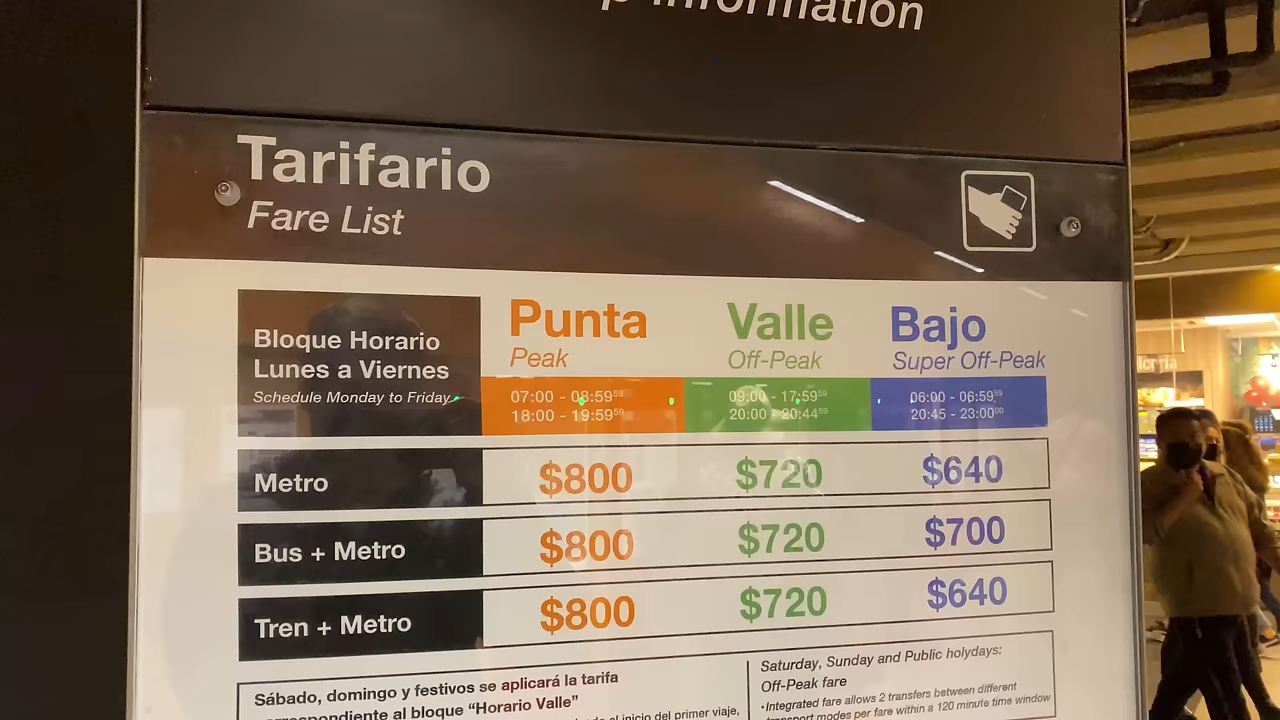 information
Tarifario
Fare List
Bloque Horario
Lunes a Viernes
Schedule Monday to Friday
Punta
Peak
07:00 - 08:59⁵⁹
18:00 - 19:59⁵⁹
Valle
Off-Peak
09:00 - 17:59⁵⁹
20:00 - 20:44⁵⁹
Bajo
Super Off-Peak
06:00 - 06:59⁵⁹
20:45 - 23:00⁰⁰
Metro $800 $720 $640
Bus + Metro $800 $720 $700
Tren + Metro $800 $720 $640
Sábado, domingo y festivos se aplicará la tarifa
correspondiente al bloque “Horario Valle”
el inicio del primer viaje,
Saturday, Sunday and Public holydays:
Off-Peak fare
•Integrated fare allows 2 transfers between different
transport modes per fare within a 120 minute time window